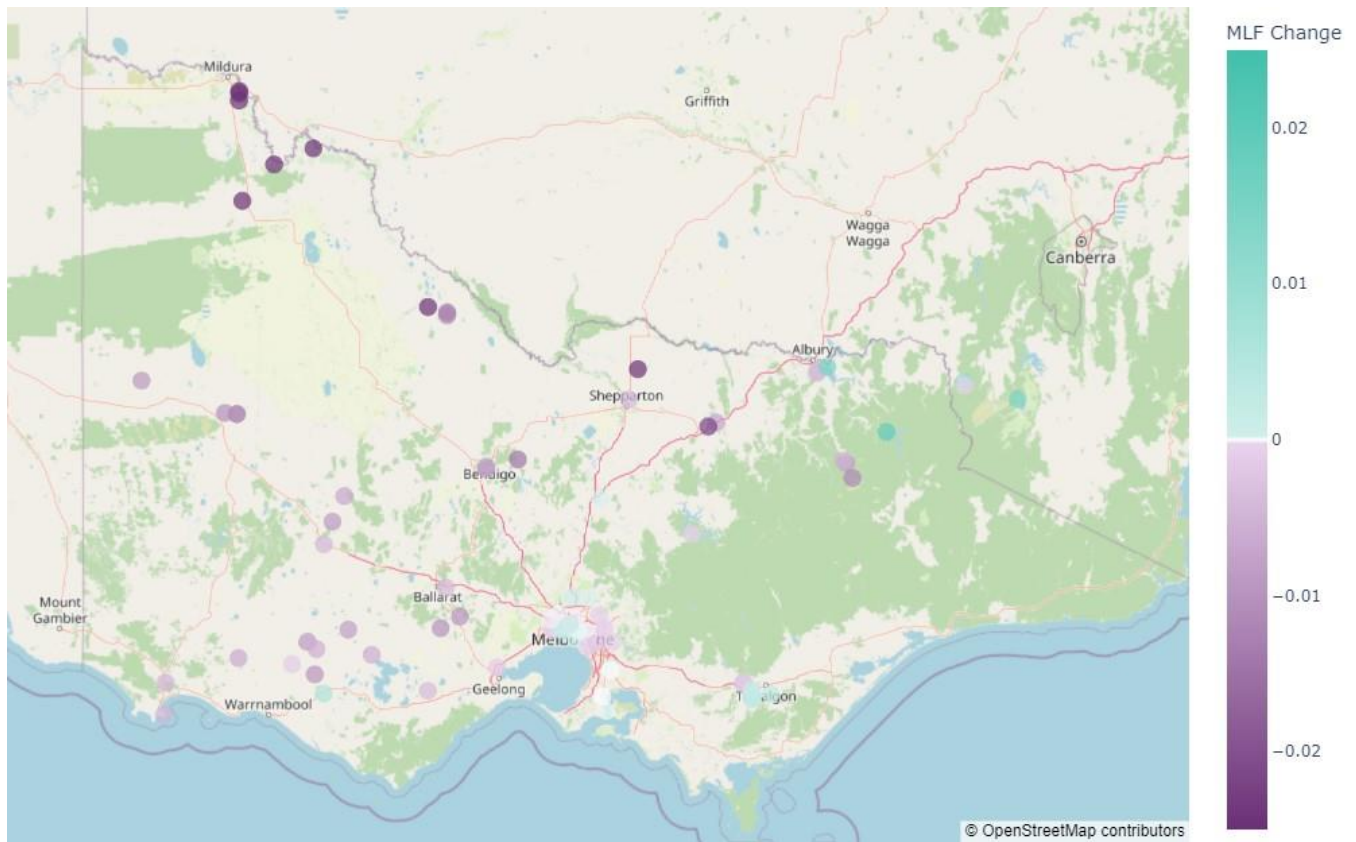 MLF Change
Mildura
Griffith
0.02
Wagga
Wagga
Canberra
0.01
Albury
Shepparton
0
Bendigo
Ballarat
−0.01
Mount
Gambier
Melbourne
Geelong
Warrnambool
−0.02
© OpenStreetMap contributors